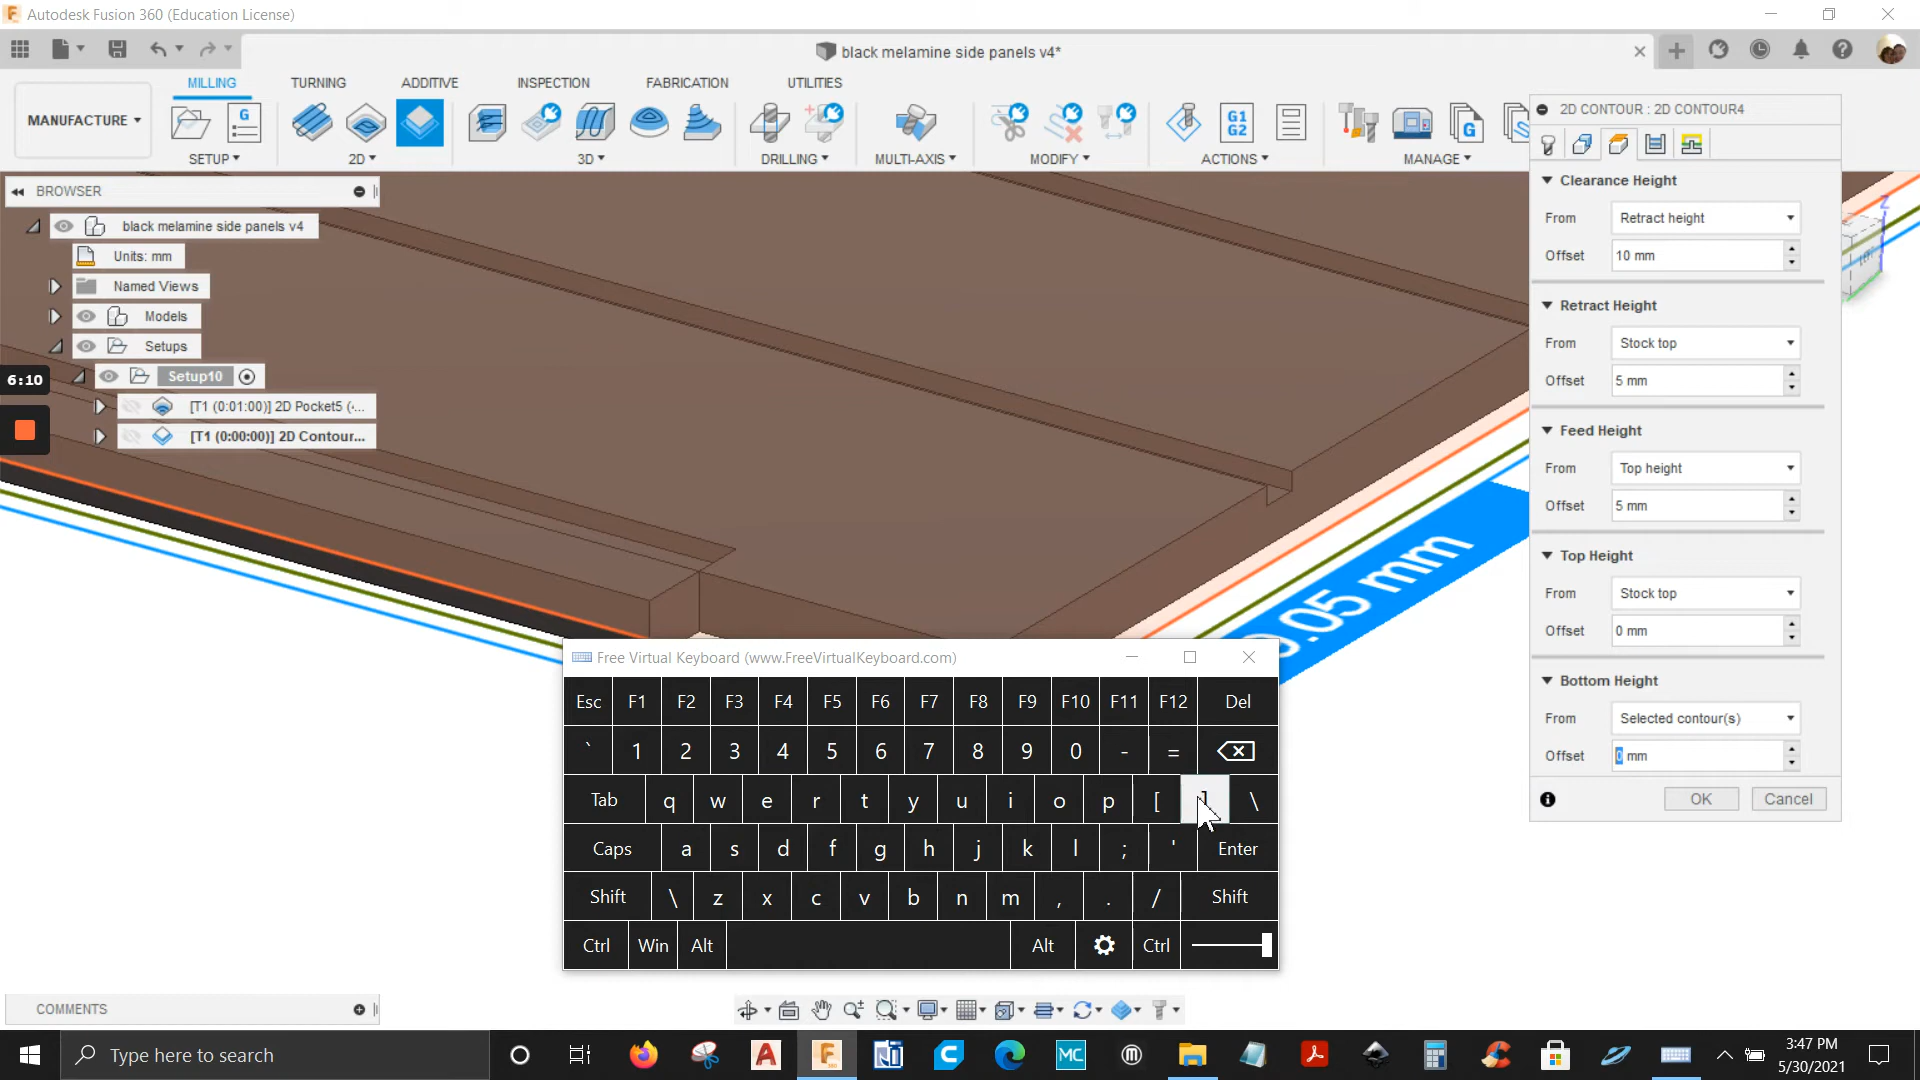 Autodesk Fusion 360 (Education License)
black melamine side panels v4*
MILLING
TURNING
ADDITIVE
INSPECTION
FABRICATION
UTILITIES
MANUFACTURE
G
G1
G2
G
SETUP
2D
3D
DRILLING
MULTI-AXIS
MODIFY
ACTIONS
MANAGE
BROWSER
black melamine side panels v4
Units: mm
Named Views
Models
Setups
Setup10
[T1 (0:01:00)] 2D Pocket5 (...
[T1 (0:00:00)] 2D Contour...
6:10
2D CONTOUR : 2D CONTOUR4
Clearance Height
From Retract height
Offset 10 mm
Retract Height
From Stock top
Offset 5 mm
Feed Height
From Top height
Offset 5 mm
Top Height
From Stock top
Offset 0 mm
Bottom Height
From Selected contour(s)
Offset 0 mm
OK Cancel
Z
LEFT
0.05 mm
Free Virtual Keyboard (www.FreeVirtualKeyboard.com)
Esc F1 F2 F3 F4 F5 F6 F7 F8 F9 F10 F11 F12 Del
` 1 2 3 4 5 6 7 8 9 0 - =
Tab q w e r t y u i o p [ ] \
Caps a s d f g h j k l ; ' Enter
Shift \ z x c v b n m , . / Shift
Ctrl Win Alt Alt Ctrl
COMMENTS
Type here to search
A
F
360
MC
3:47 PM
5/30/2021